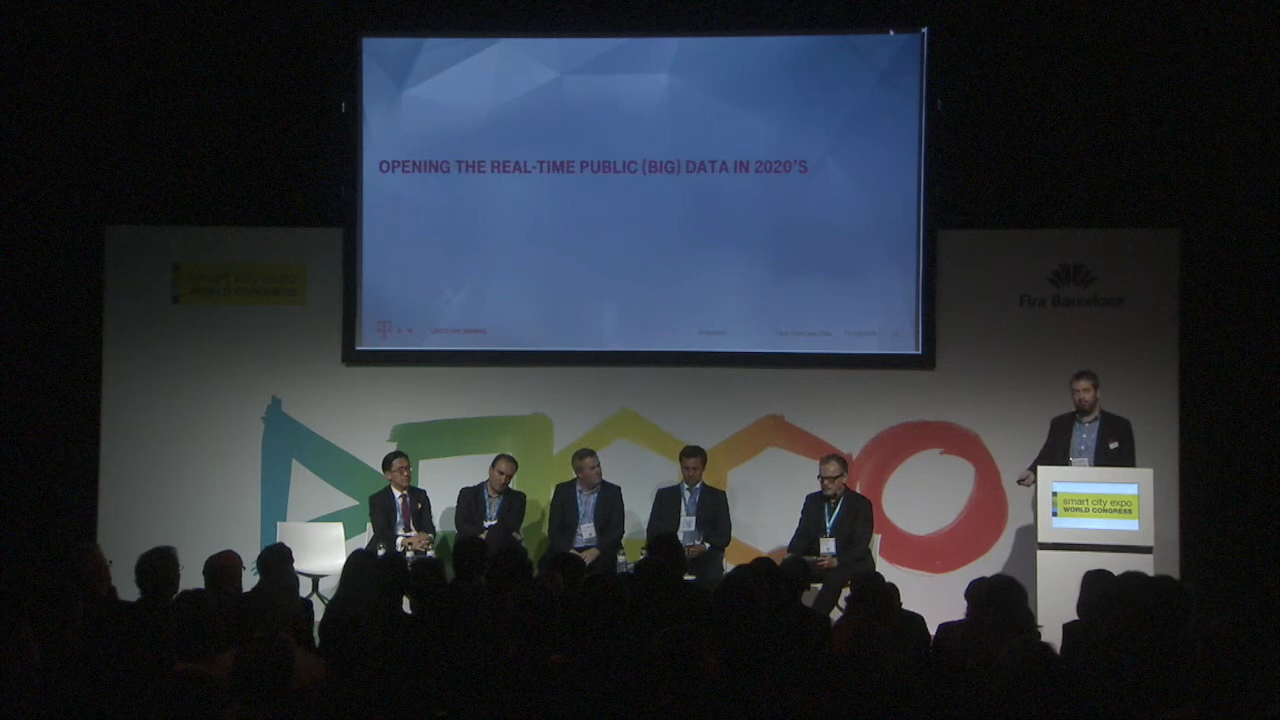 OPENING THE REAL-TIME PUBLIC (BIG) DATA IN 2020'S
smart city expo
WORLD CONGRESS
Fira Barcelona
smart city expo
WORLD CONGRESS